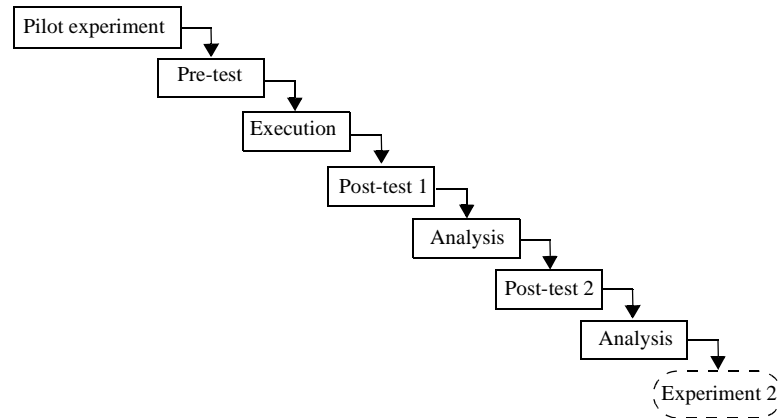 Pilot experiment
Pre-test
Execution
Post-test 1
Analysis
Post-test 2
Analysis
Experiment 2